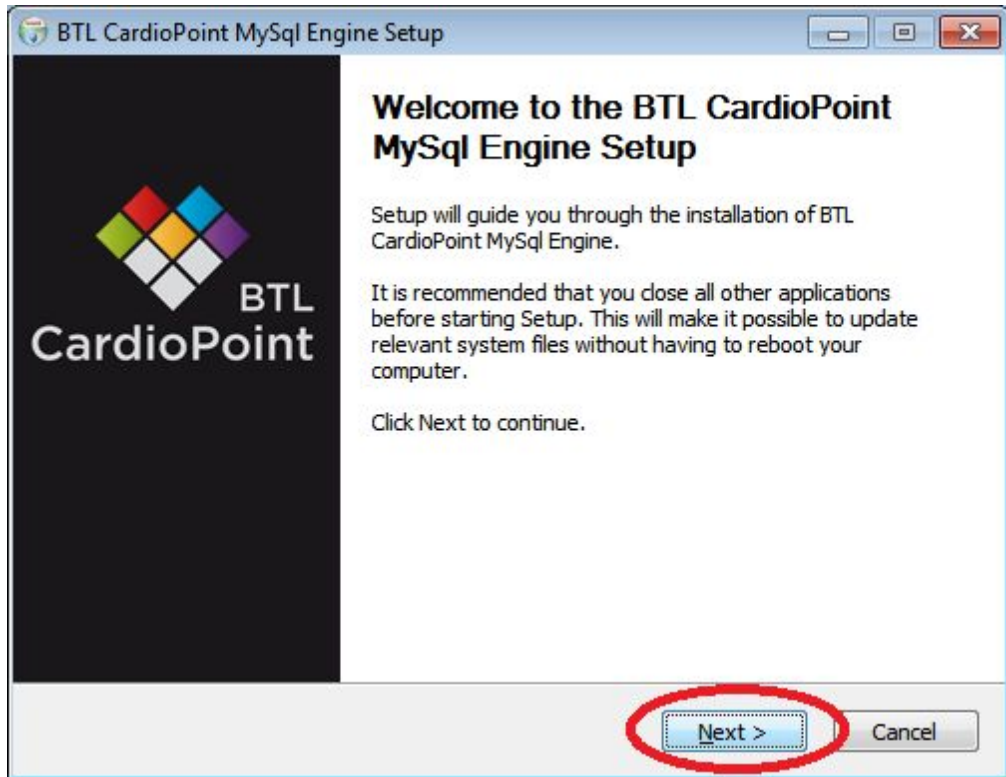 BTL CardioPoint MySql Engine Setup
BTL
CardioPoint
Welcome to the BTL CardioPoint
MySql Engine Setup
Setup will guide you through the installation of BTL
CardioPoint MySql Engine.
It is recommended that you close all other applications
before starting Setup. This will make it possible to update
relevant system files without having to reboot your
computer.
Click Next to continue.
Next >
Cancel